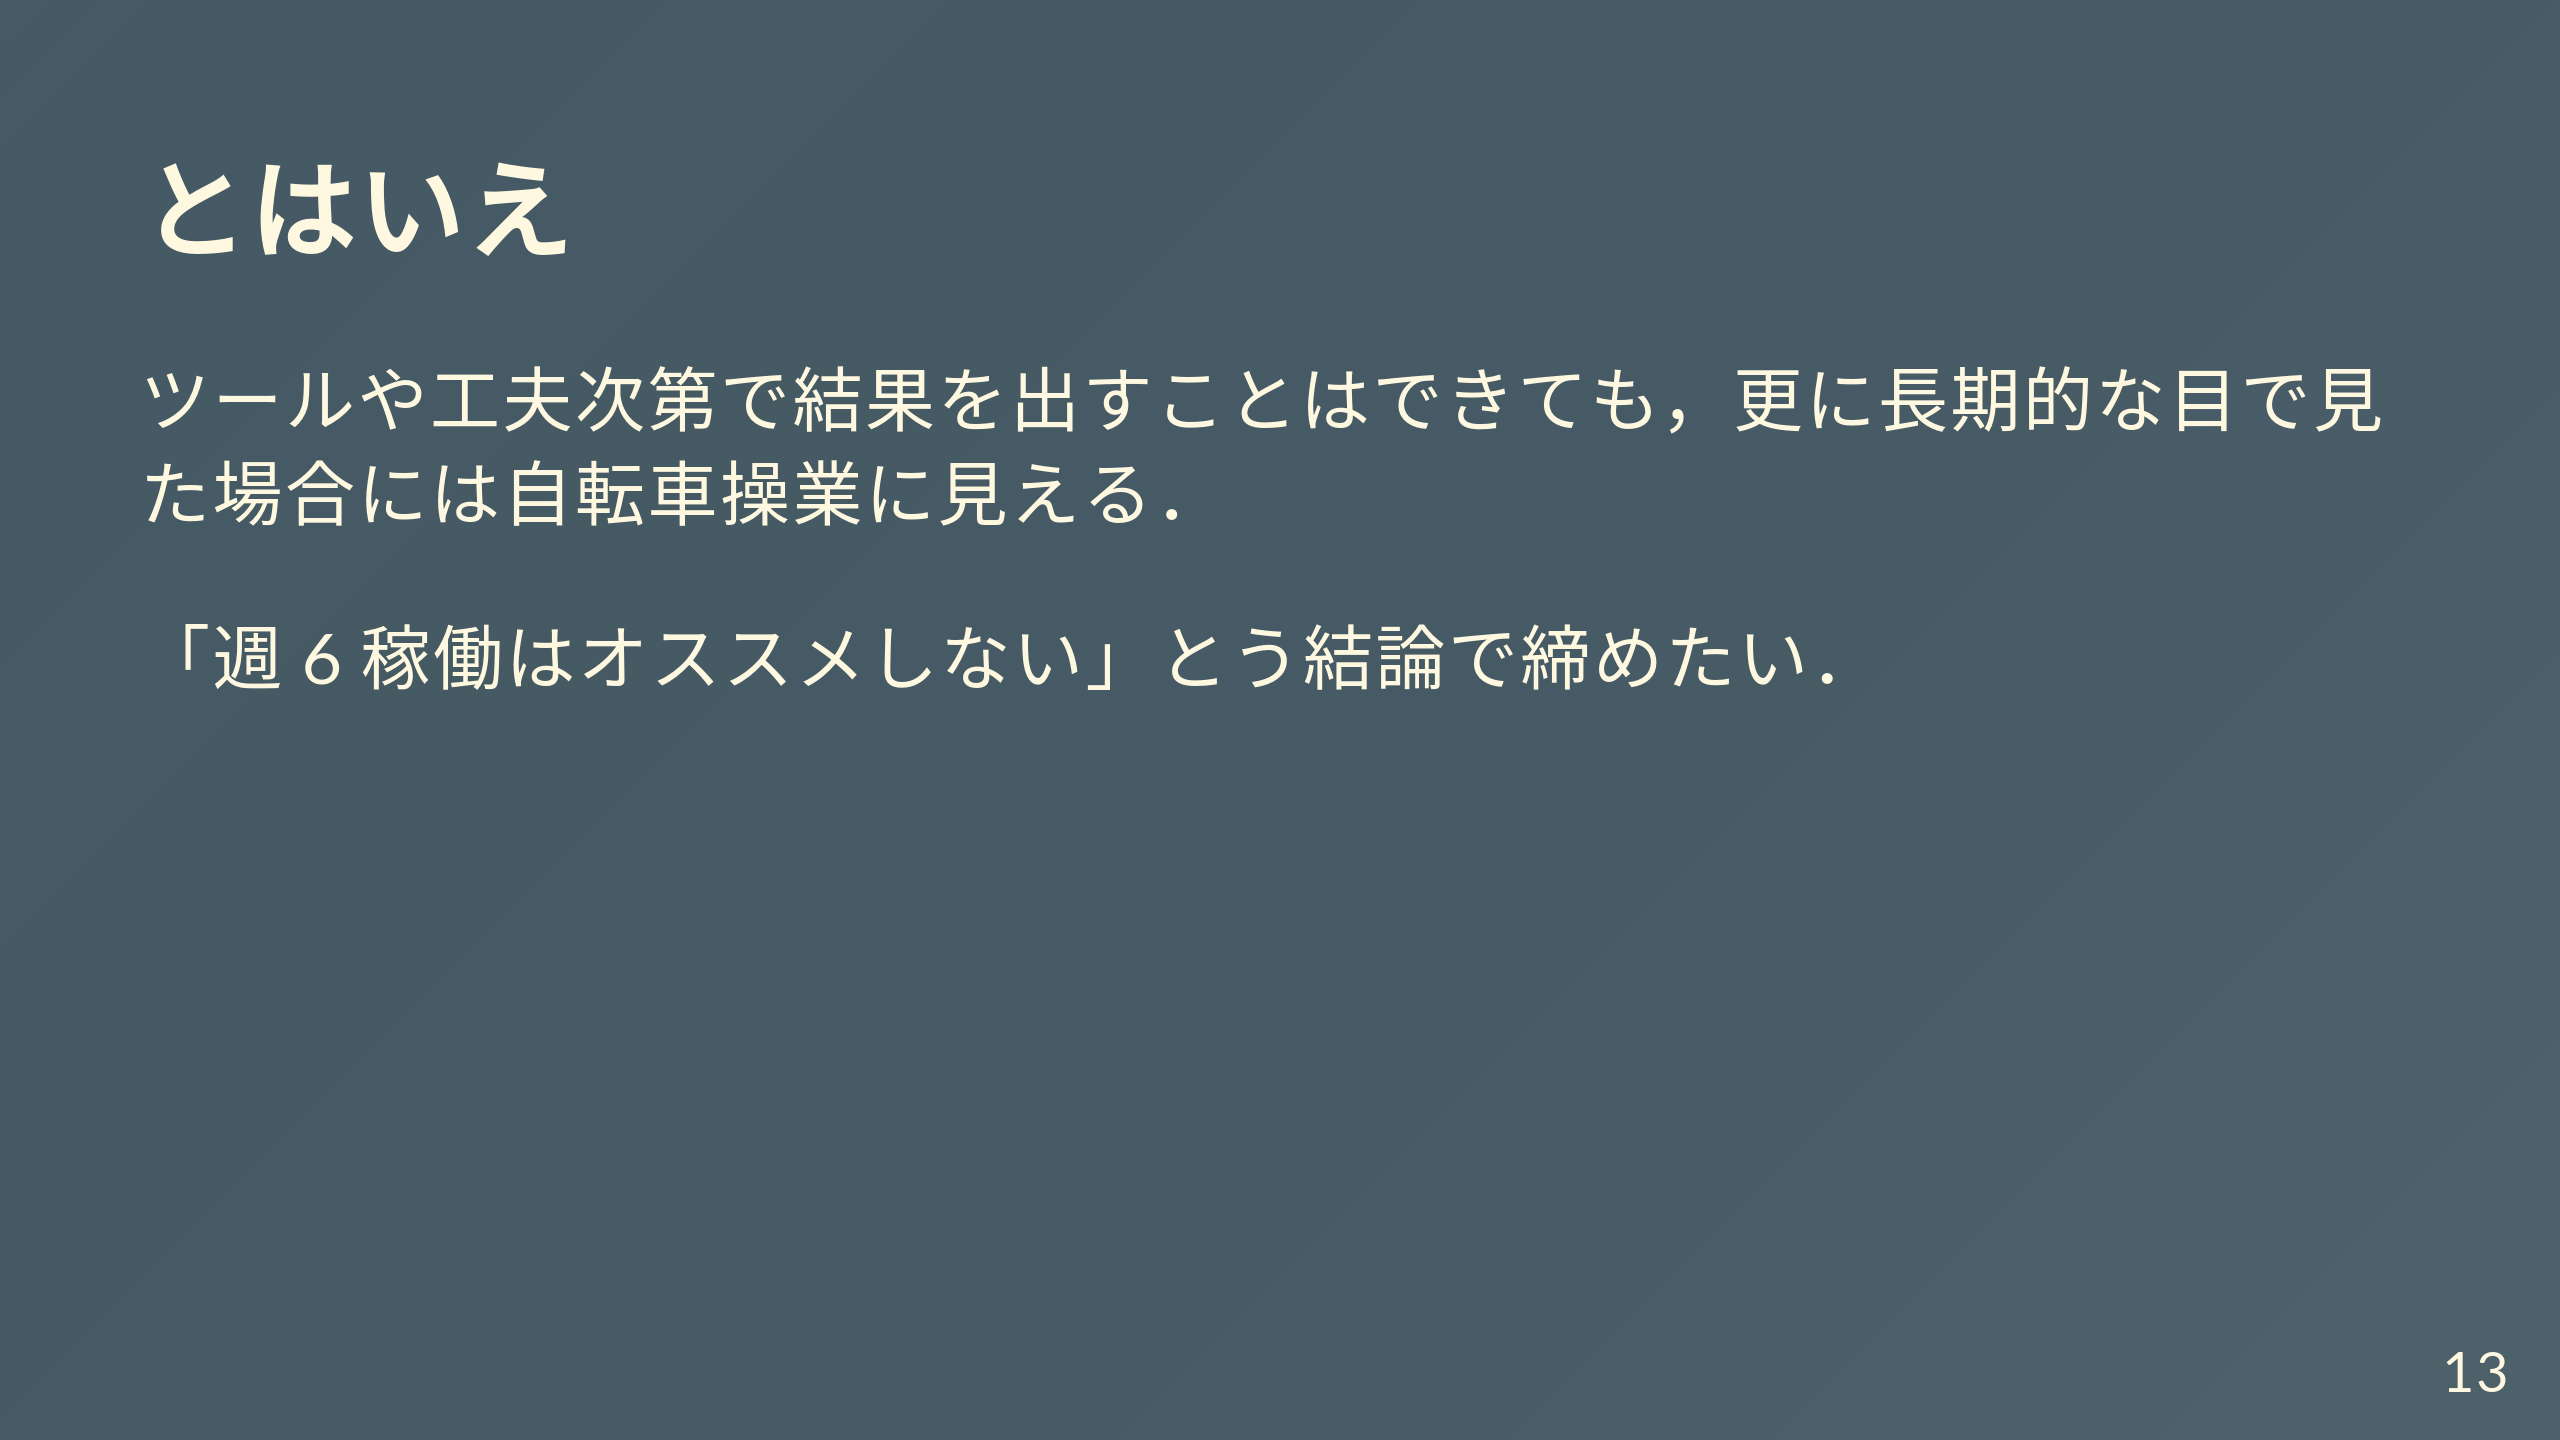 とはいえ
ツールや工夫次第で結果を出すことはできても，更に長期的な目で見
た場合には自転車操業に見える．
「週 6 稼働はオススメしない」とう結論で締めたい．
13